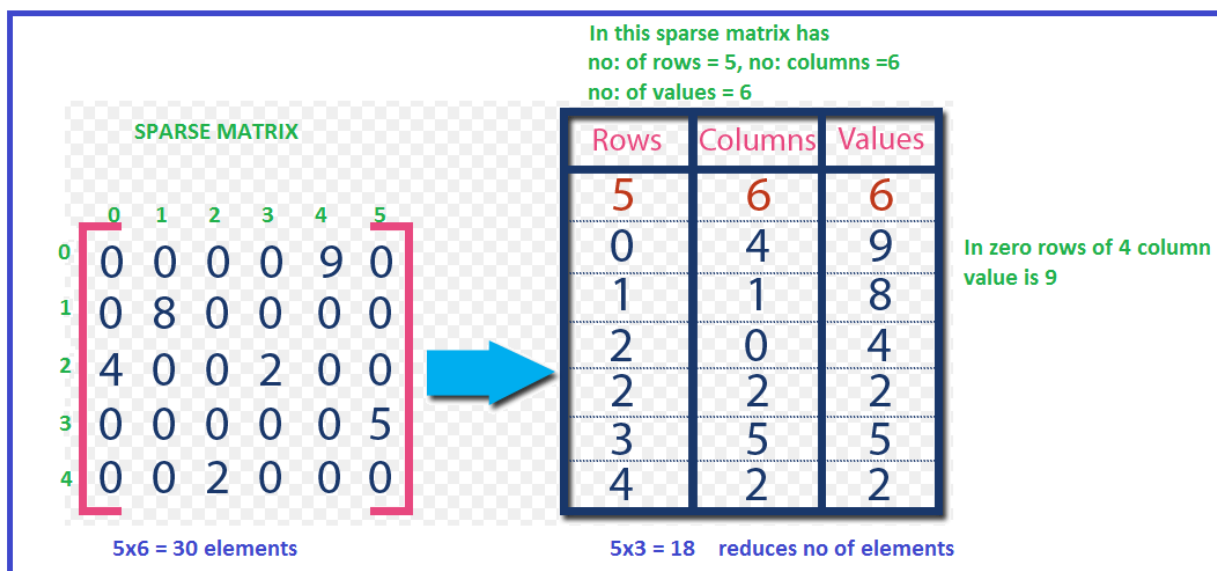 In this sparse matrix has
no: of rows = 5, no: columns =6
no: of values = 6
SPARSE MATRIX
0 1 2 3 4 5
0 0 0 0 0 9 0
1 0 8 0 0 0 0
2 4 0 0 2 0 0
3 0 0 0 0 0 5
4 0 0 2 0 0 0
5x6 = 30 elements
Rows Columns Values
5 6 6
0 4 9
1 1 8
2 0 4
2 2 2
3 5 5
4 2 2
In zero rows of 4 column
value is 9
5x3 = 18 reduces no of elements